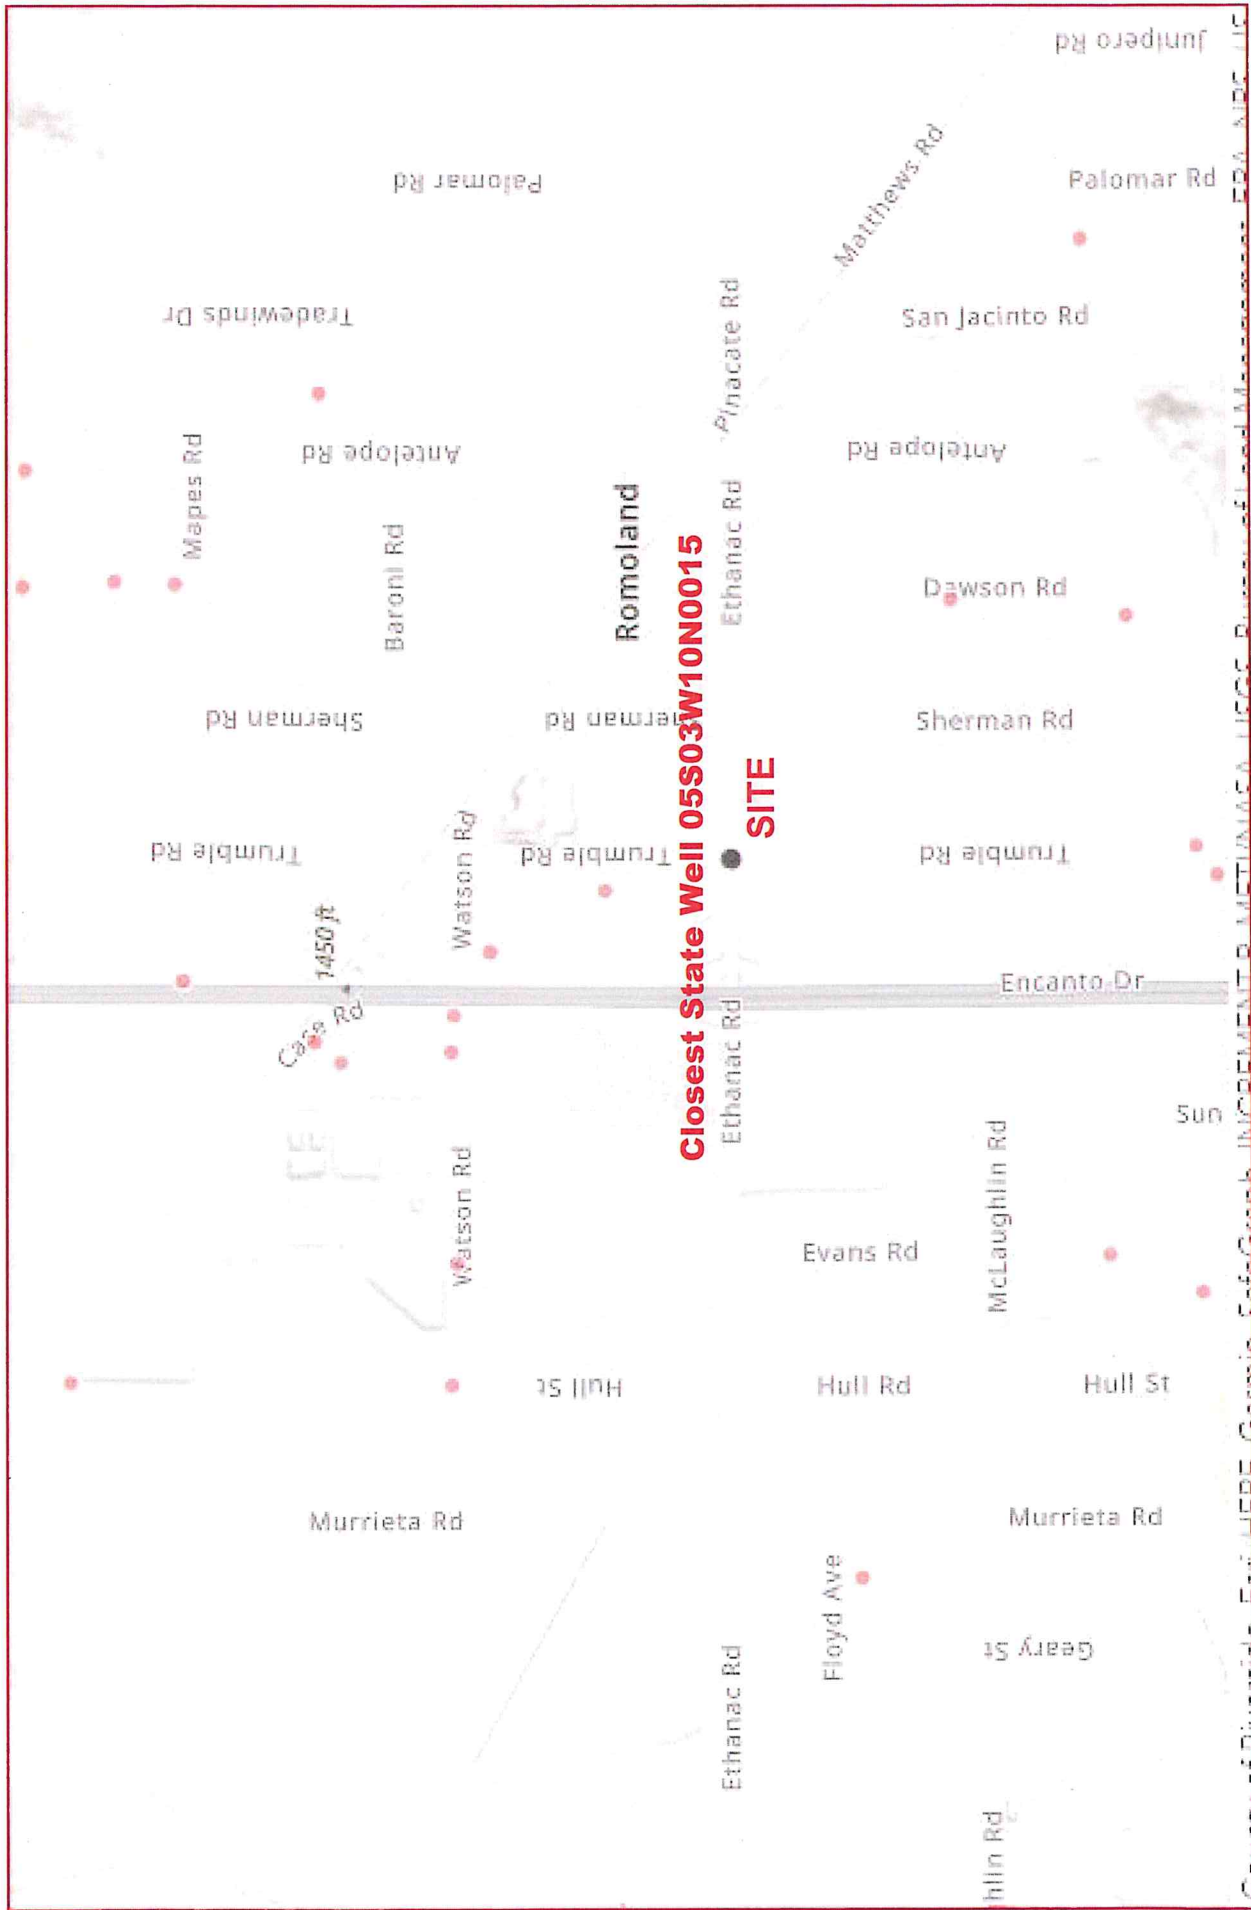 Junipero Rd
Palomar Rd
Palomar Rd
Matthews Rd
Tradewinds Dr
Pinacate Rd
San Jacinto Rd
Mapes Rd
Antelope Rd
Antelope Rd
Baroni Rd
Romoland
Ethanac Rd
Dawson Rd
Closest State Well 05S03W10N0015
Sherman Rd
Sherman Rd
Sherman Rd
SITE
Trumble Rd
Watson Rd
Trumble Rd
Trumble Rd
1450 ft
Case Rd
Encanto Dr
Ethanac Rd
Sun
Watson Rd
McLaughlin Rd
Evans Rd
Hull St
Hull Rd
Hull St
Murrieta Rd
Murrieta Rd
Floyd Ave
Geary St
Ethanac Rd
hlin Rd